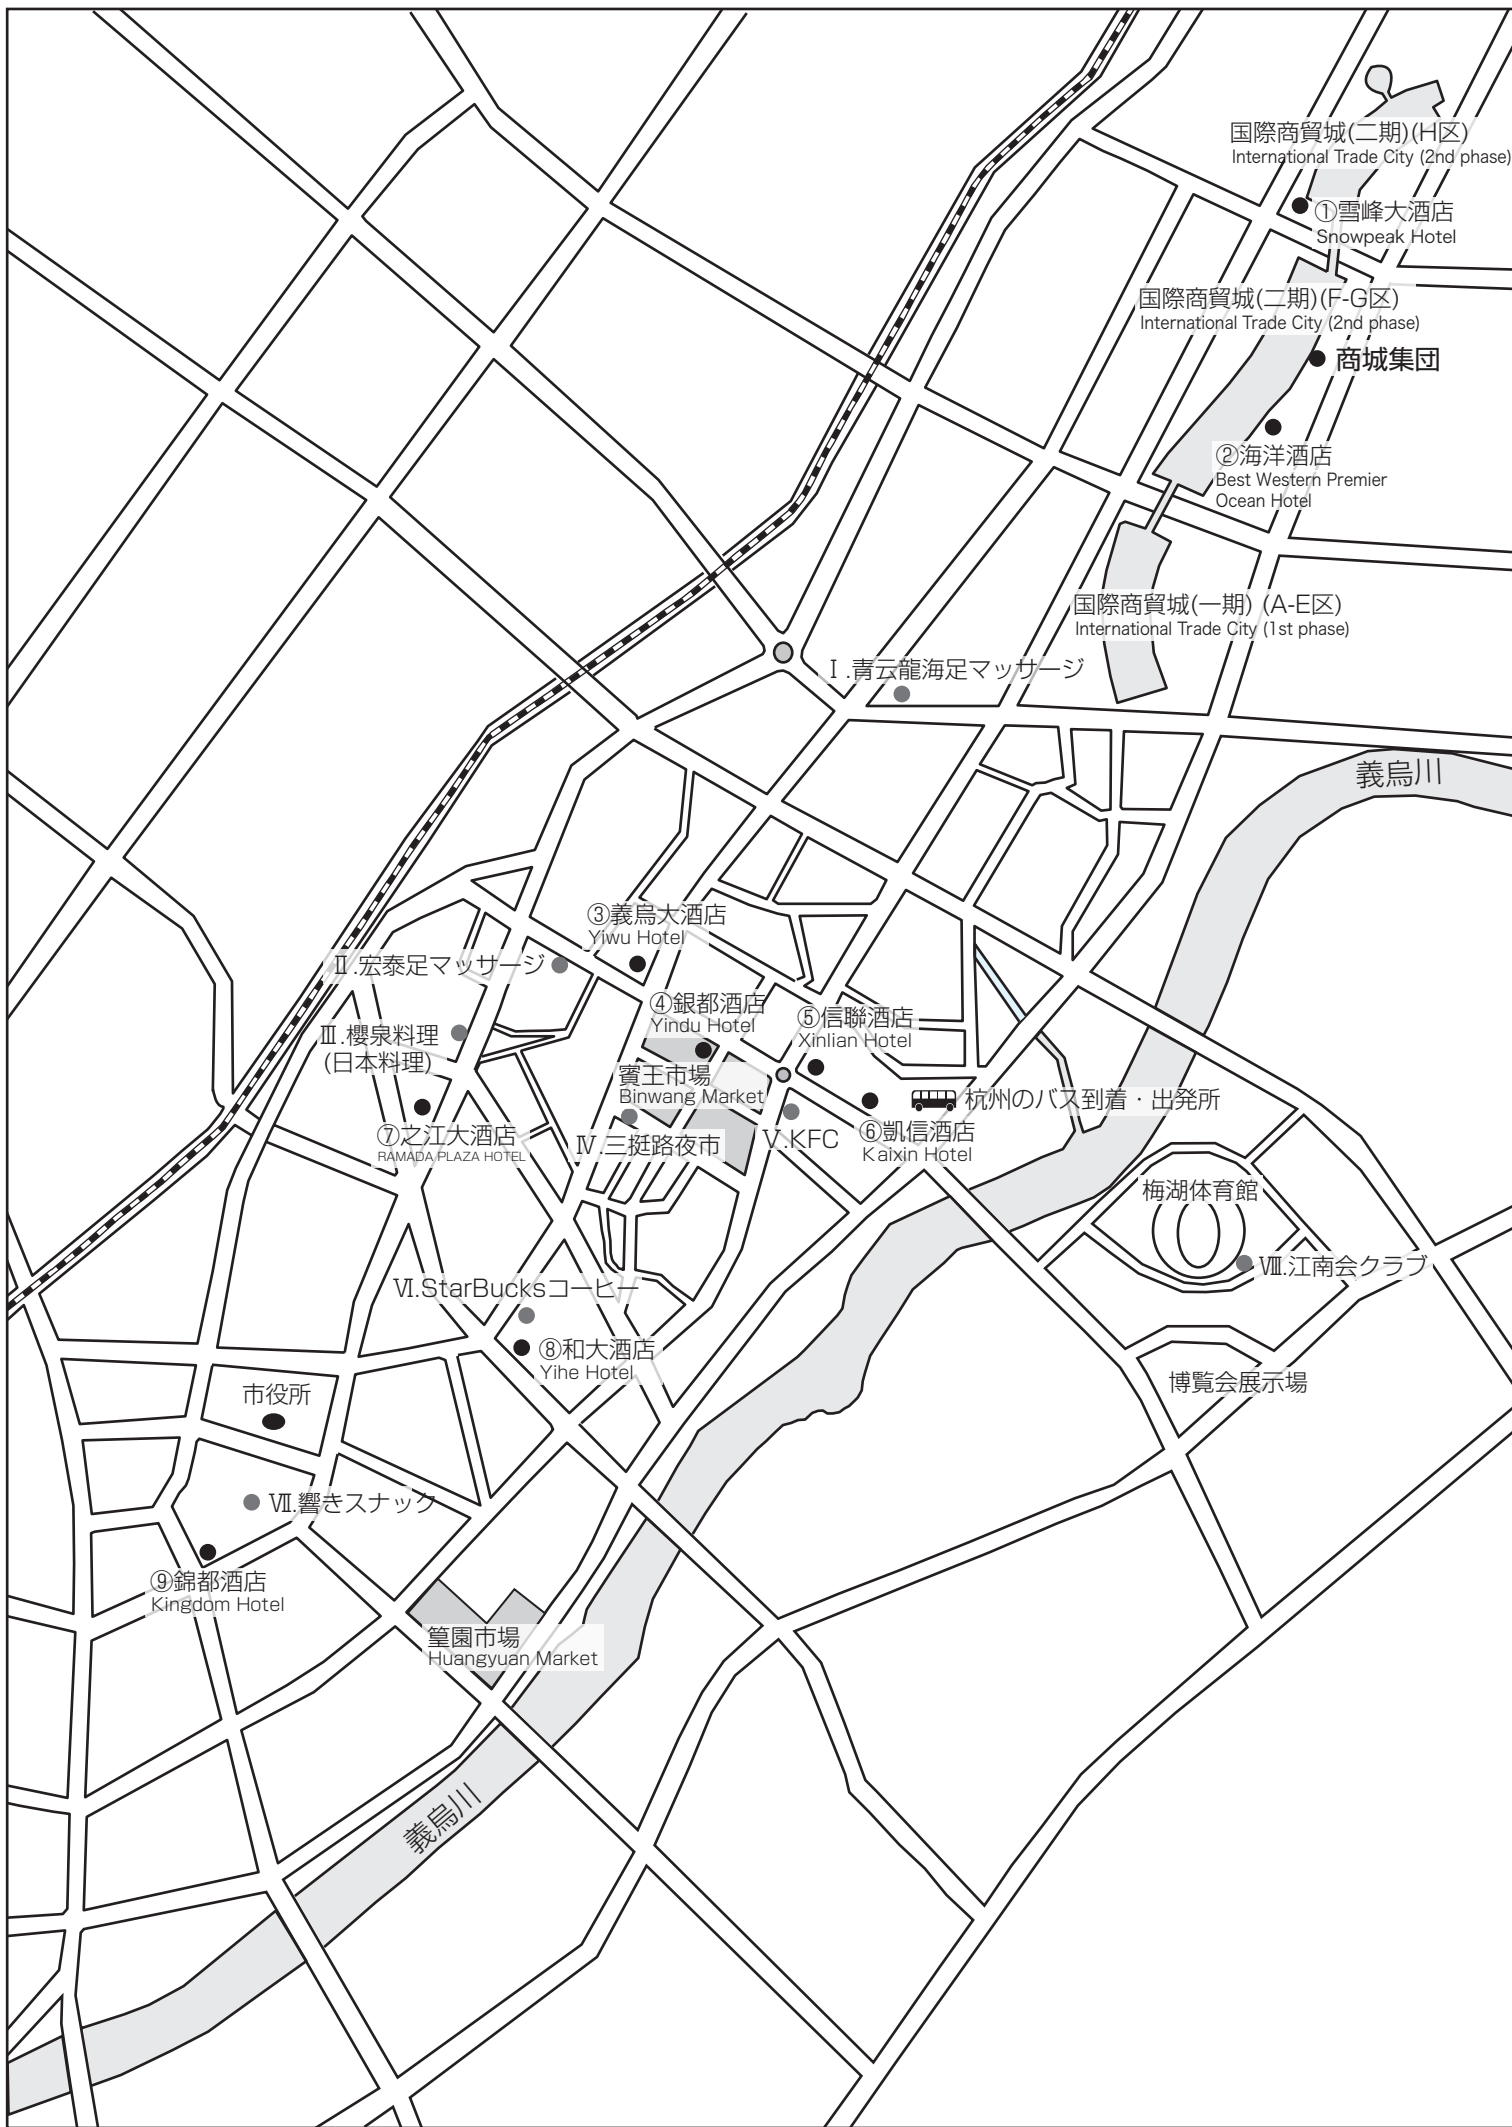 国際商貿城(二期)(H区)
International Trade City (2nd phase)
①雪峰大酒店
Snowpeak Hotel
国際商貿城(二期)(F-G区)
International Trade City (2nd phase)
商城集団
②海洋酒店
Best Western Premier
Ocean Hotel
国際商貿城(一期) (A-E区)
International Trade City (1st phase)
Ⅰ.青云龍海足マッサージ
義烏川
③義烏大酒店
Yiwu Hotel
Ⅱ.宏泰足マッサージ
④銀都酒店
Yindu Hotel
⑤信聯酒店
Xinlian Hotel
Ⅲ.櫻泉料理
(日本料理)
賓王市場
Binwang Market
杭州のバス到着・出発所
⑦之江大酒店
RAMADA PLAZA HOTEL
Ⅳ.三挺路夜市
Ⅴ.KFC
⑥凱信酒店
Kaixin Hotel
梅湖体育館
Ⅷ.江南会クラブ
Ⅵ.StarBucksコーヒー
⑧和大酒店
Yihe Hotel
博覧会展示場
市役所
Ⅶ.響きスナック
⑨錦都酒店
Kingdom Hotel
篁園市場
Huangyuan Market
義烏川